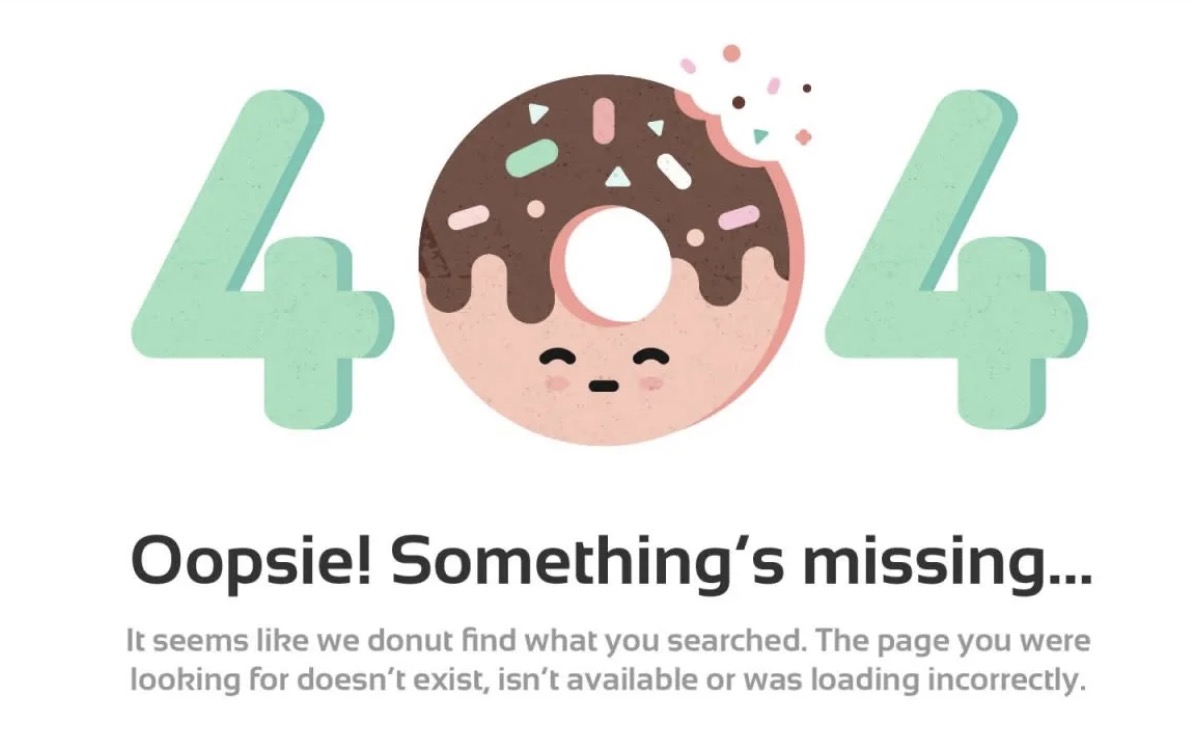 404
Oopsie! Something's missing...
It seems like we donut find what you searched. The page you were
looking for doesn't exist, isn't available or was loading incorrectly.